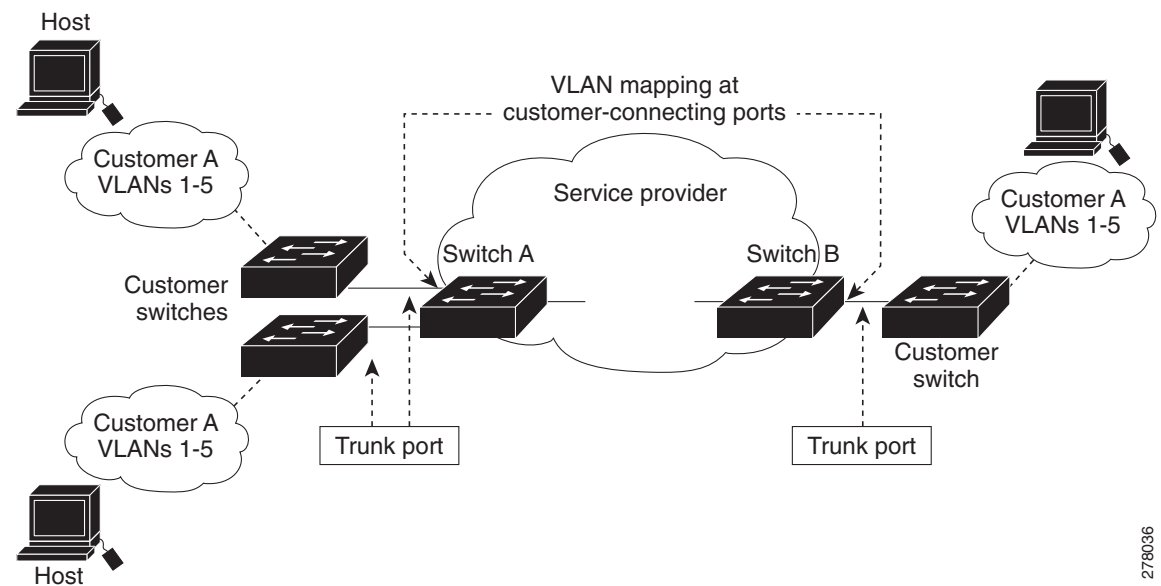 Host
VLAN mapping at
customer-connecting ports
Customer A
VLANs 1-5
Service provider
Customer A
VLANs 1-5
Switch A
Switch B
Customer
switches
Customer
switch
Customer A
VLANs 1-5
Trunk port
Trunk port
Host
278036